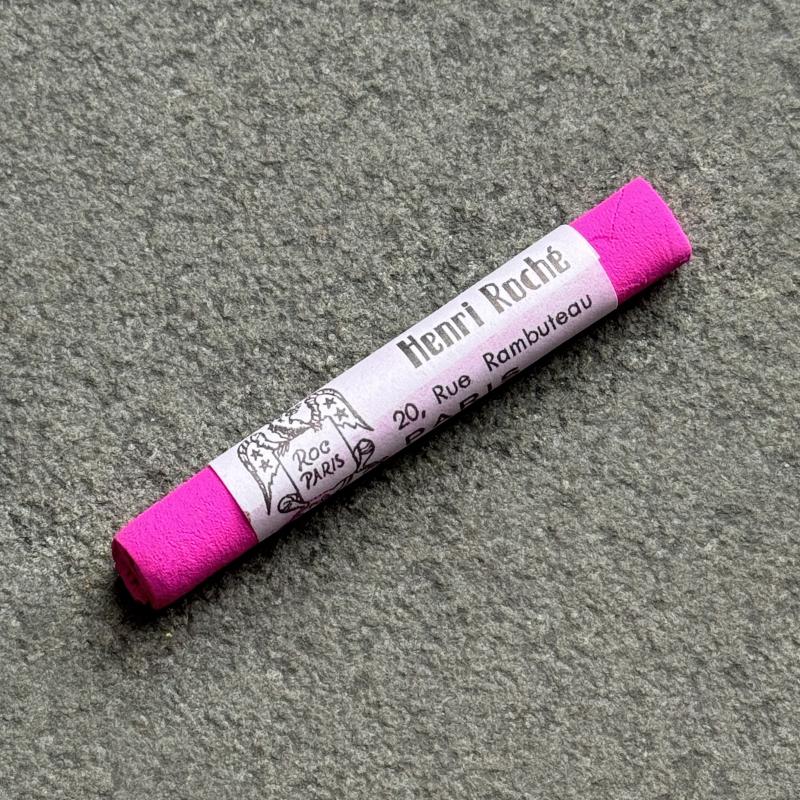 Henri Roché
20, Rue Rambuteau
PARIS
ROC
PARIS